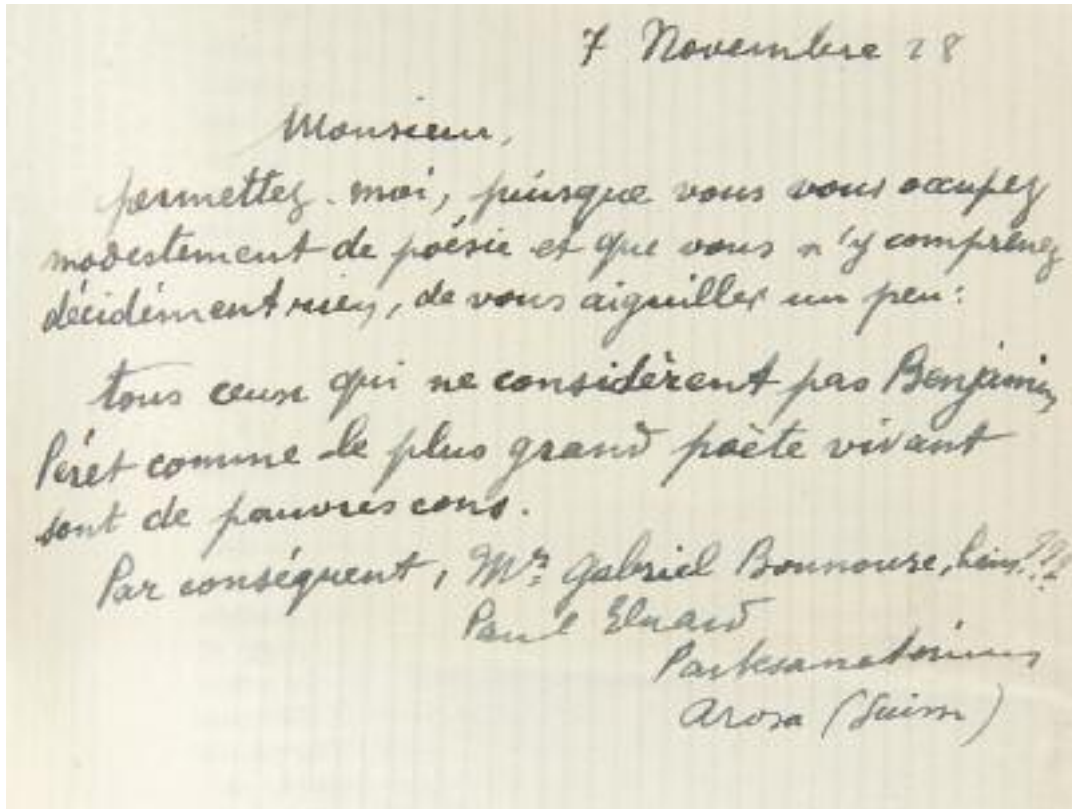 7 Novembre 28
Monsieur,
permettez-moi, puisque vous vous occupez
modestement de poésie et que vous n'y comprenez
décidément rien, de vous aiguiller un peu:
tous ceux qui ne considèrent pas Benjamin
Péret comme le plus grand poète vivant
sont de pauvres cons.
Par conséquent, Mr. Gabriel Bounoure, hein???
Paul Eluard
Parksanatorium
Arosa (Suisse)